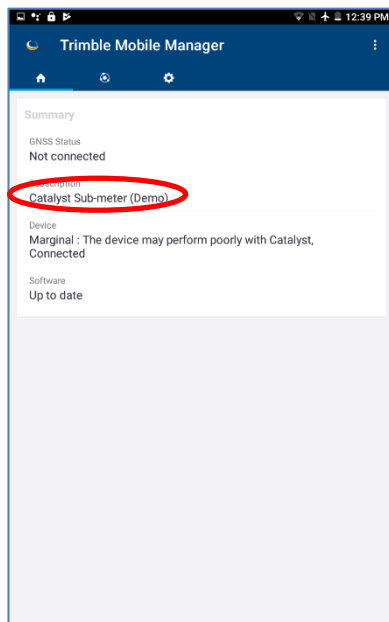 12:39 PM
Trimble Mobile Manager
Summary
GNSS Status
Not connected
Subscription
Catalyst Sub-meter (Demo)
Device
Marginal : The device may perform poorly with Catalyst,
Connected
Software
Up to date